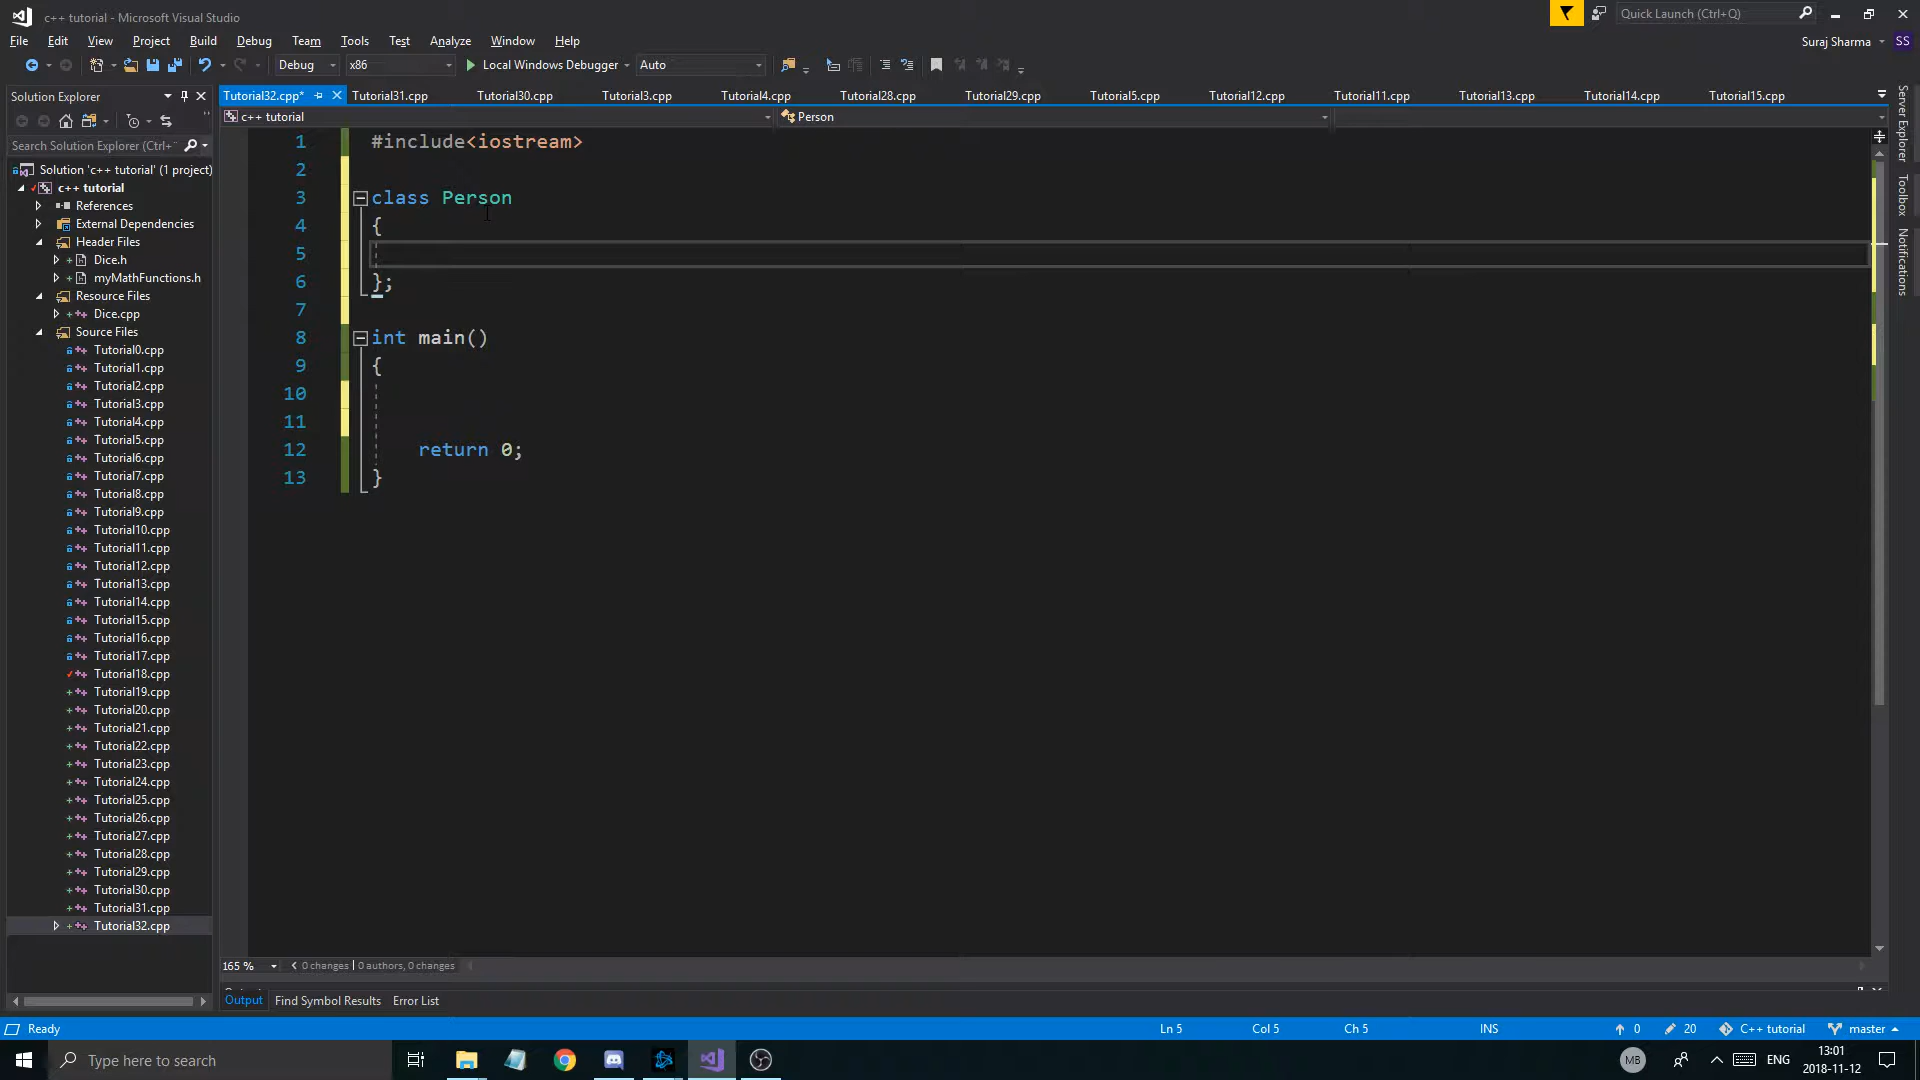 c++ tutorial - Microsoft Visual Studio
Quick Launch (Ctrl+Q)
File Edit View Project Build Debug Team Tools Test Analyze Window Help
Suraj Sharma SS
Debug x86 Local Windows Debugger Auto
Solution Explorer
Tutorial32.cpp* Tutorial31.cpp Tutorial30.cpp Tutorial3.cpp Tutorial4.cpp Tutorial28.cpp Tutorial29.cpp Tutorial5.cpp Tutorial12.cpp Tutorial11.cpp Tutorial13.cpp Tutorial14.cpp Tutorial15.cpp
c++ tutorial Person
Search Solution Explorer (Ctrl+
Solution 'c++ tutorial' (1 project)
c++ tutorial
References
External Dependencies
Header Files
Dice.h
myMathFunctions.h
Resource Files
Dice.cpp
Source Files
Tutorial0.cpp
Tutorial1.cpp
Tutorial2.cpp
Tutorial3.cpp
Tutorial4.cpp
Tutorial5.cpp
Tutorial6.cpp
Tutorial7.cpp
Tutorial8.cpp
Tutorial9.cpp
Tutorial10.cpp
Tutorial11.cpp
Tutorial12.cpp
Tutorial13.cpp
Tutorial14.cpp
Tutorial15.cpp
Tutorial16.cpp
Tutorial17.cpp
Tutorial18.cpp
Tutorial19.cpp
Tutorial20.cpp
Tutorial21.cpp
Tutorial22.cpp
Tutorial23.cpp
Tutorial24.cpp
Tutorial25.cpp
Tutorial26.cpp
Tutorial27.cpp
Tutorial28.cpp
Tutorial29.cpp
Tutorial30.cpp
Tutorial31.cpp
Tutorial32.cpp
1 #include<iostream>
2
3 class Person
4 {
5
6 };
7
8 int main()
9 {
10
11
12 return 0;
13 }
Server Explorer
Toolbox
Notifications
165 % 0 changes | 0 authors, 0 changes
Output Find Symbol Results Error List
Ready Ln 5 Col 5 Ch 5 INS 0 20 C++ tutorial master
Type here to search
MB ENG 13:01
2018-11-12